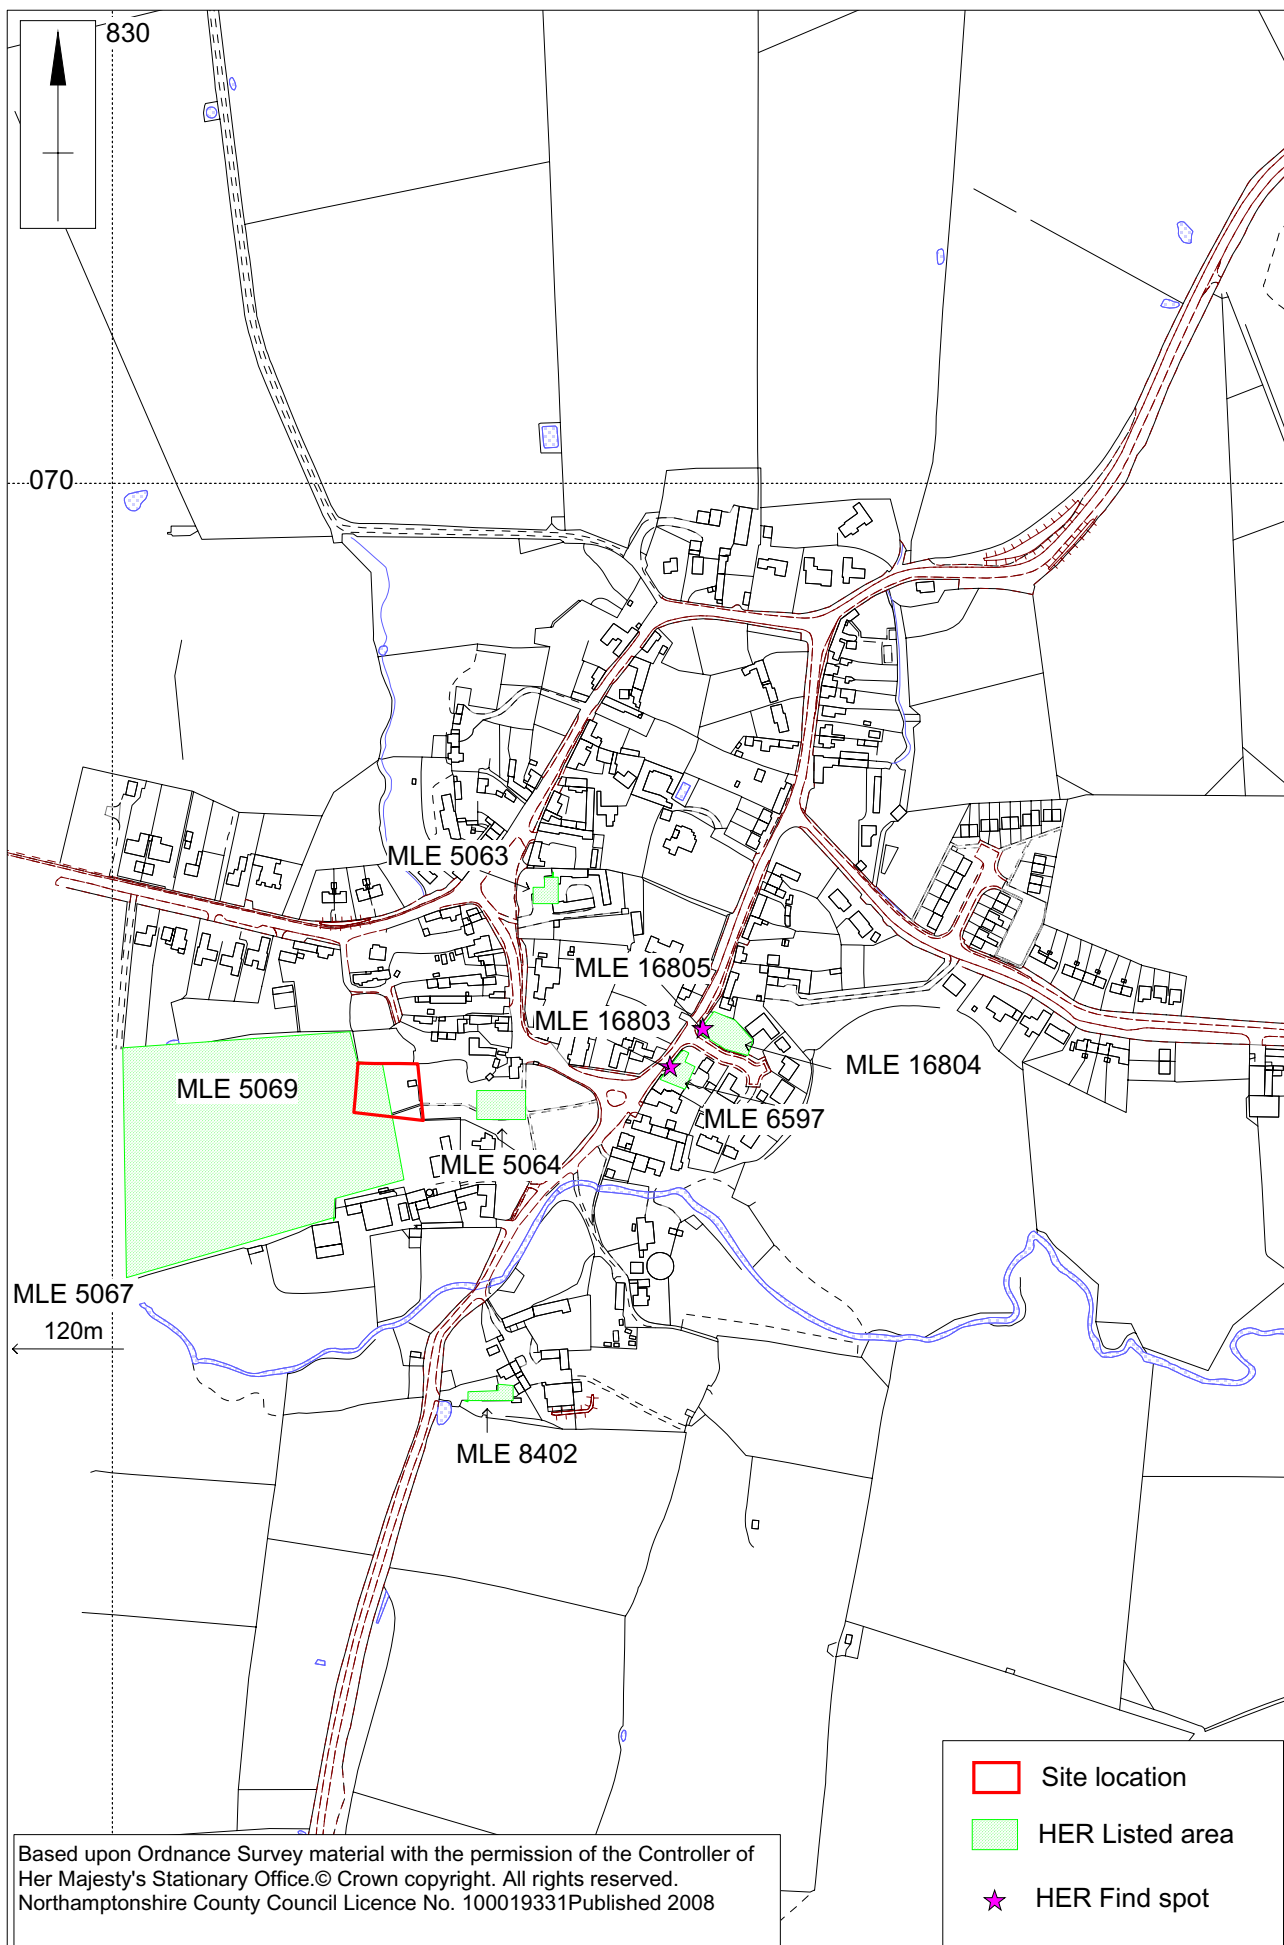 830
070
MLE 5063
MLE 16805
MLE 16803
MLE 16804
MLE 5069
MLE 6597
MLE 5064
MLE 5067
120m
MLE 8402
Site location
HER Listed area
HER Find spot
Based upon Ordnance Survey material with the permission of the Controller of
Her Majesty's Stationary Office.© Crown copyright. All rights reserved.
Northamptonshire County Council Licence No. 100019331Published 2008